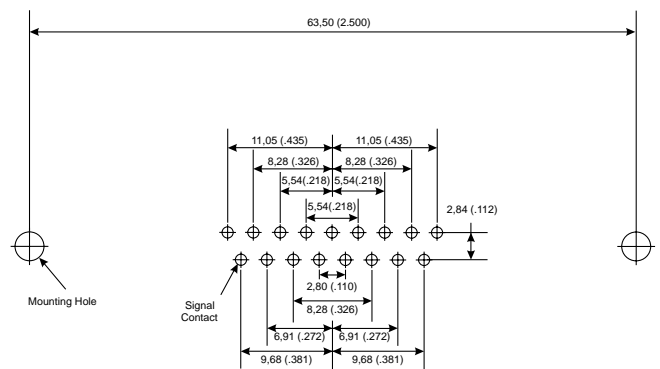 63,50 (2.500)
11,05 (.435) 11,05 (.435)
8,28 (.326) 8,28 (.326)
5,54(.218) 5,54(.218)
5,54(.218)
2,84 (.112)
Mounting Hole
Signal
Contact
2,80 (.110)
8,28 (.326)
6,91 (.272) 6,91 (.272)
9,68 (.381) 9,68 (.381)